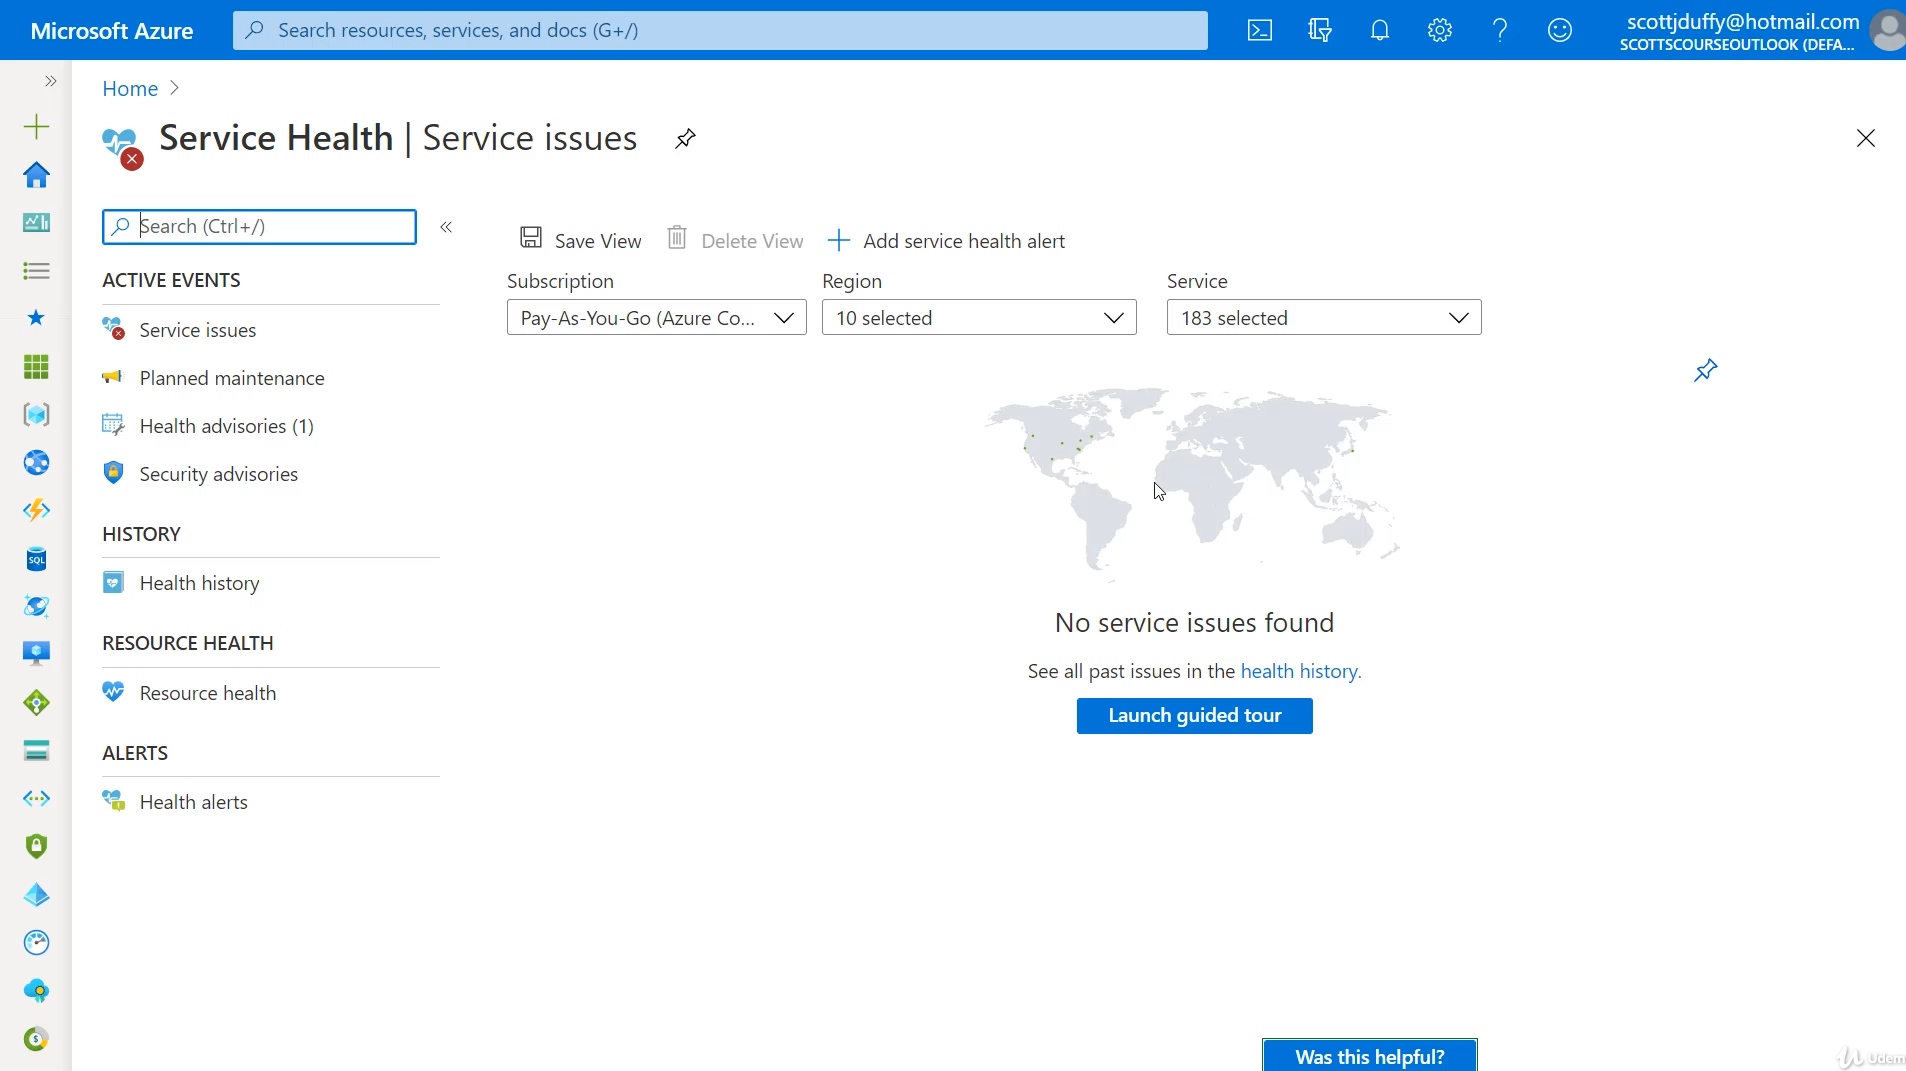 Microsoft Azure
Search resources, services, and docs (G+/)
scottjduffy@hotmail.com
SCOTTSCOURSEOUTLOOK (DEFA...
Home
Service Health | Service issues
Search (Ctrl+/)
ACTIVE EVENTS
Service issues
Planned maintenance
Health advisories (1)
Security advisories
HISTORY
Health history
RESOURCE HEALTH
Resource health
ALERTS
Health alerts
Save View
Delete View
Add service health alert
Subscription
Region
Service
Pay-As-You-Go (Azure Co...
10 selected
183 selected
No service issues found
See all past issues in the health history.
Launch guided tour
Was this helpful?
SQL
Udem